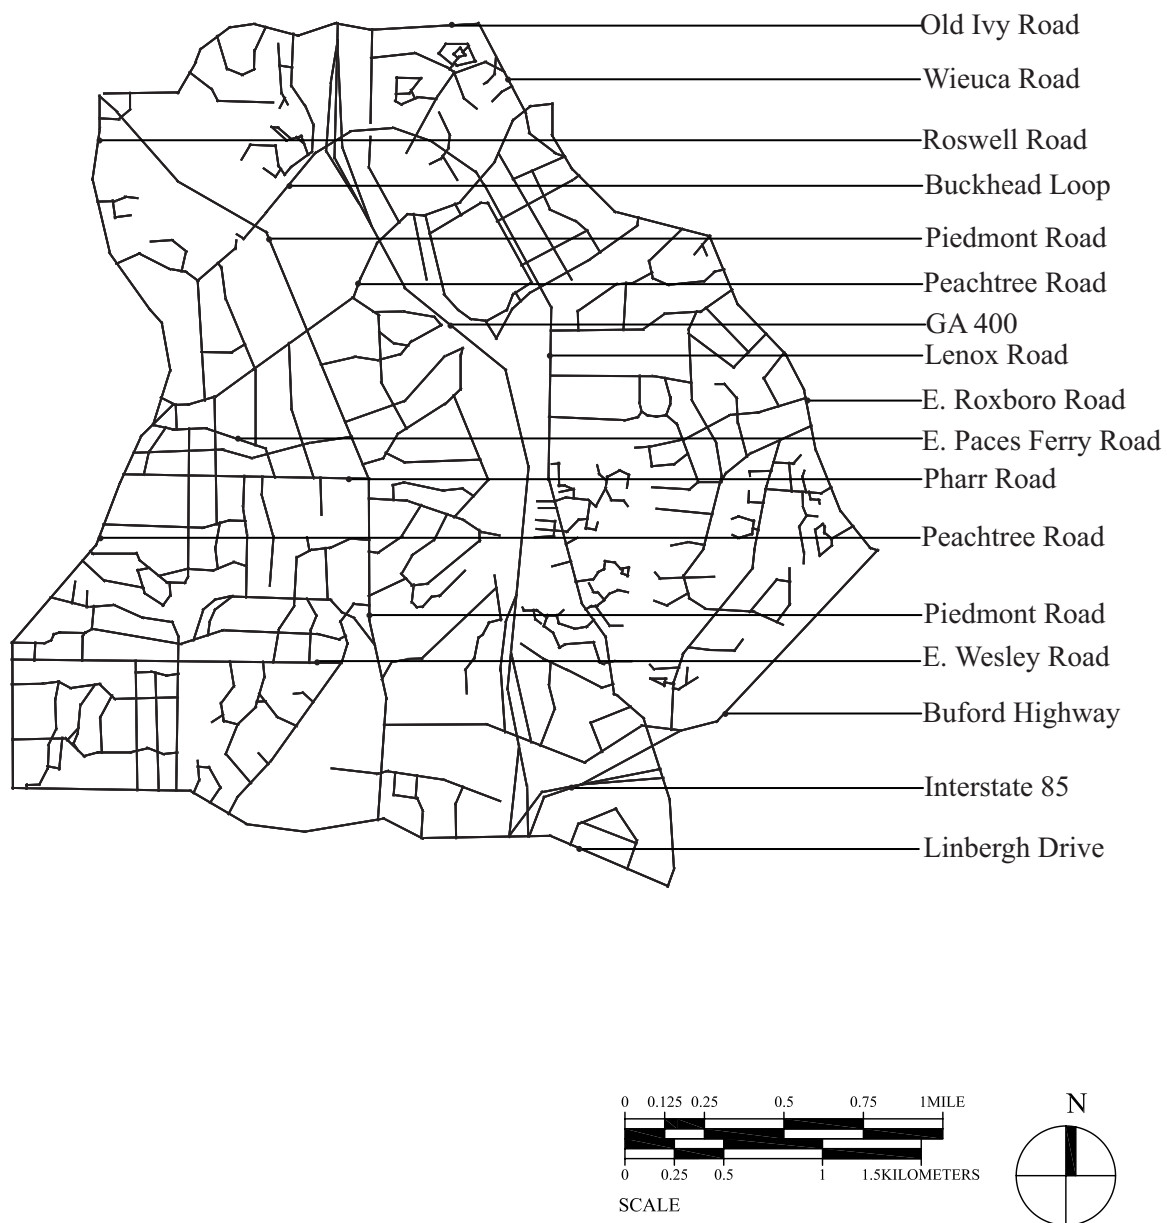 Old Ivy Road
Wieuca Road
Roswell Road
Buckhead Loop
Piedmont Road
Peachtree Road
GA 400
Lenox Road
E. Roxboro Road
E. Paces Ferry Road
Pharr Road
Peachtree Road
Piedmont Road
E. Wesley Road
Buford Highway
Interstate 85
Linbergh Drive
0 0.125 0.25 0.5 0.75 1MILE
0 0.25 0.5 1 1.5KILOMETERS
SCALE
N